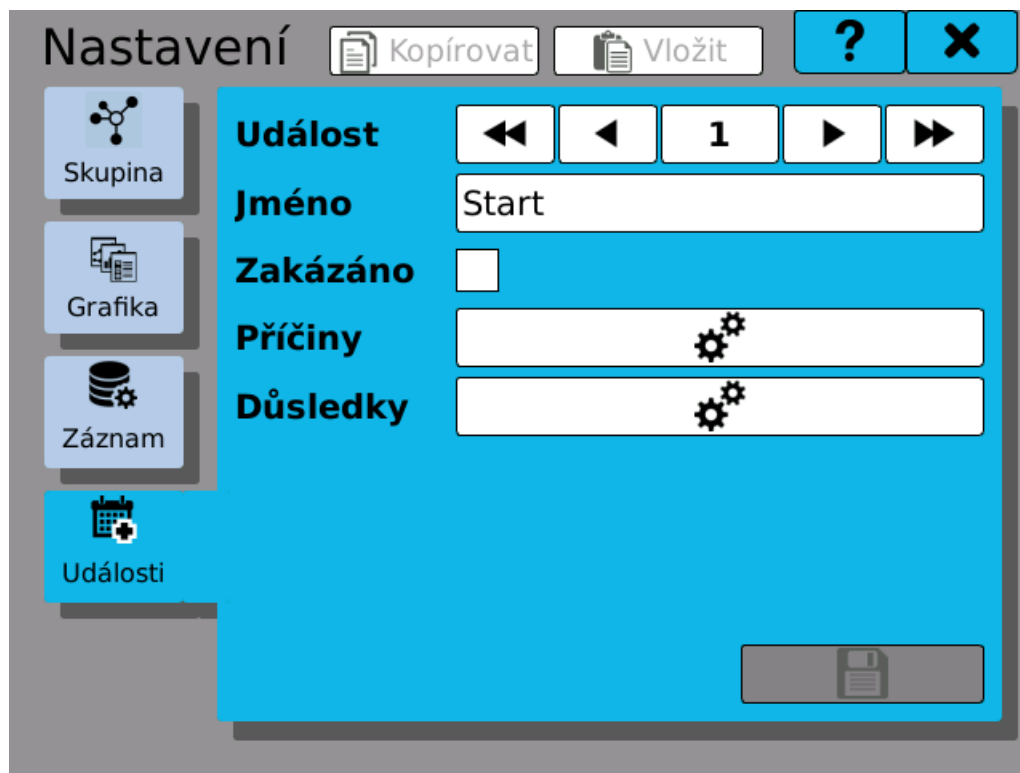 Nastavení Kopírovat Vložit ?
Skupina
Událost 1
Jméno Start
Grafika
Zakázáno
Příčiny
Záznam
Důsledky
Události